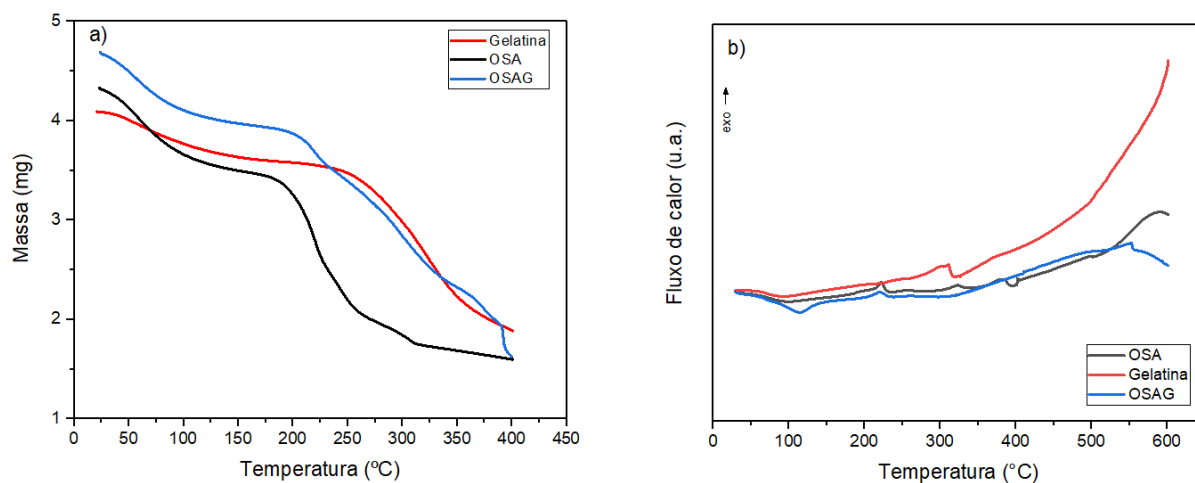 a)
Gelatina
OSA
OSAG
Massa (mg)
5
4
3
2
1
0
50
100
150
200
250
300
350
400
450
Temperatura (ºC)
b)
exo →
Fluxo de calor (u.a.)
OSA
Gelatina
OSAG
0
100
200
300
400
500
600
Temperatura (°C)